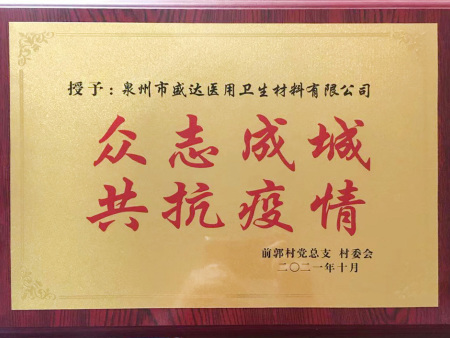 授予：泉州市盛达医用卫生材料有限公司
众志成城
共抗疫情
前郭村党总支 村委会
二〇二一年十月